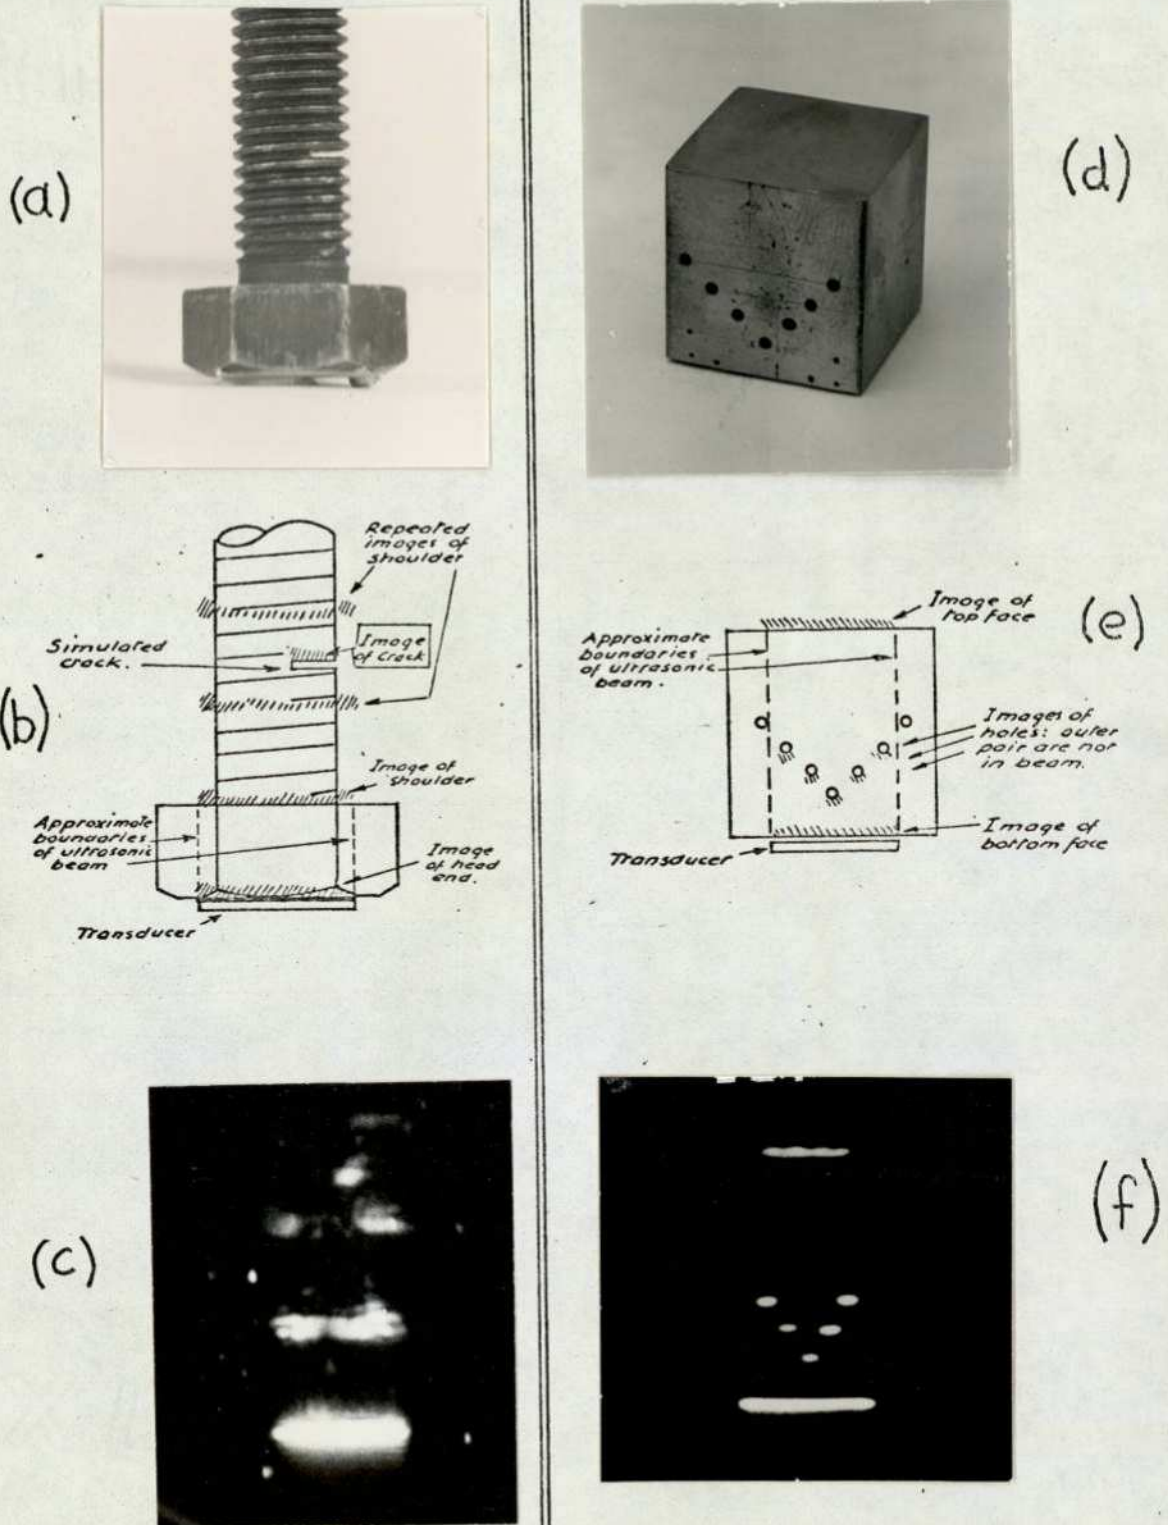 (a)
Repeated
images of
shoulder
Simulated
crack.
Image
of Crack
(b)
Image of
shoulder
Approximate
boundaries
of ultrasonic
beam
Image
of head
end.
Transducer
(c)
(d)
Image of
top face
(e)
Approximate
boundaries
of ultrasonic
beam.
Images of
holes: outer
pair are not
in beam.
Image of
bottom face
Transducer
(f)